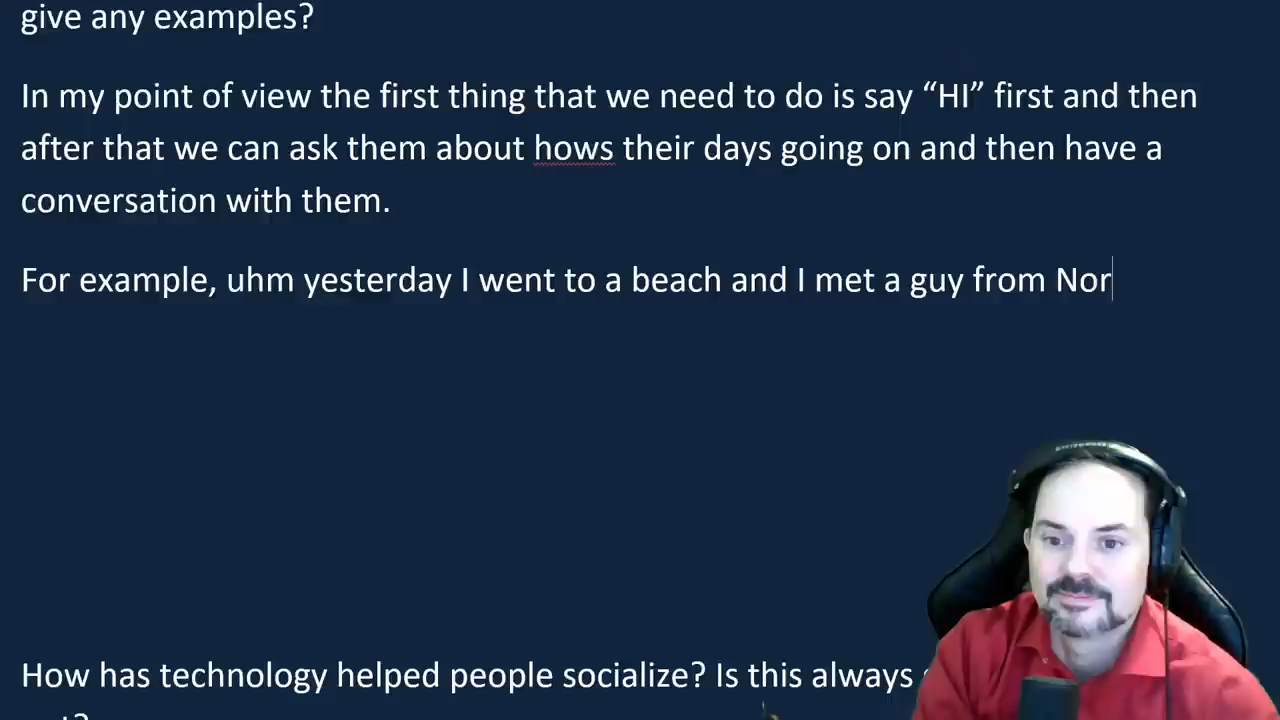 give any examples?
In my point of view the first thing that we need to do is say “HI” first and then
after that we can ask them about hows their days going on and then have a
conversation with them.
For example, uhm yesterday I went to a beach and I met a guy from Nor
How has technology helped people socialize? Is this always